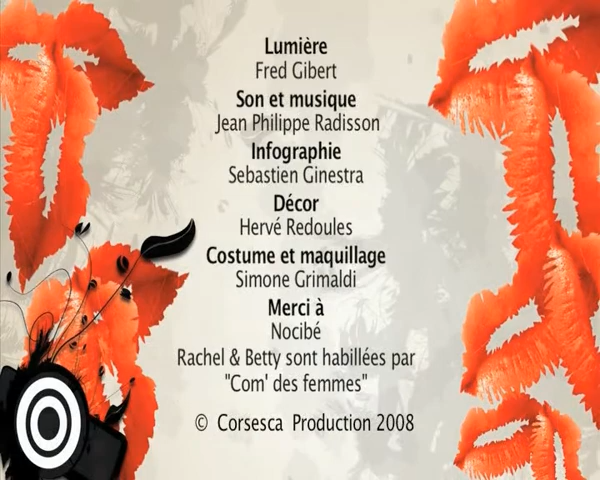 Lumière
Fred Gibert
Son et musique
Jean Philippe Radisson
Infographie
Sebastien Ginestra
Décor
Hervé Redoules
Costume et maquillage
Simone Grimaldi
Merci à
Nocibé
Rachel & Betty sont habillées par
"Com' des femmes"
© Corsesca Production 2008